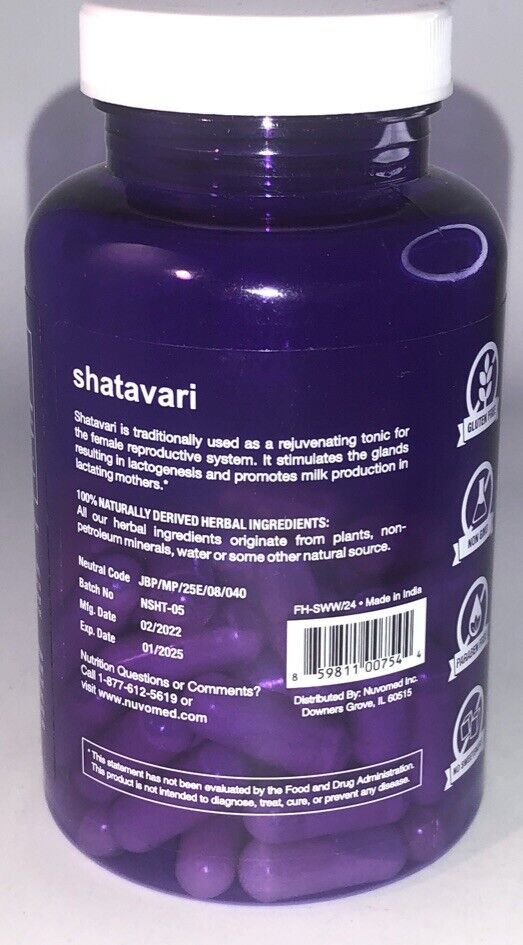 shatavari
Shatavari is traditionally used as a rejuvenating tonic for
the female reproductive system. It stimulates the glands
resulting in lactogenesis and promotes milk production in
lactating mothers.*
100% NATURALLY DERIVED HERBAL INGREDIENTS:
All our herbal ingredients originate from plants, non-
petroleum minerals, water or some other natural source.
Neutral Code JBP/MP/25E/08/040
Batch No NSHT-05
Mfg. Date 02/2022
Exp. Date 01/2025
Nutrition Questions or Comments?
Call 1-877-612-5619 or
visit www.nuvomed.com
FH-SWW/24 • Made in India
8 59811 00754 4
Distributed By: Nuvomed Inc.
Downers Grove, IL 60515
* This statement has not been evaluated by the Food and Drug Administration.
This product is not intended to diagnose, treat, cure, or prevent any disease.
GLUTEN FREE
NON GMO
PARABEN
NO